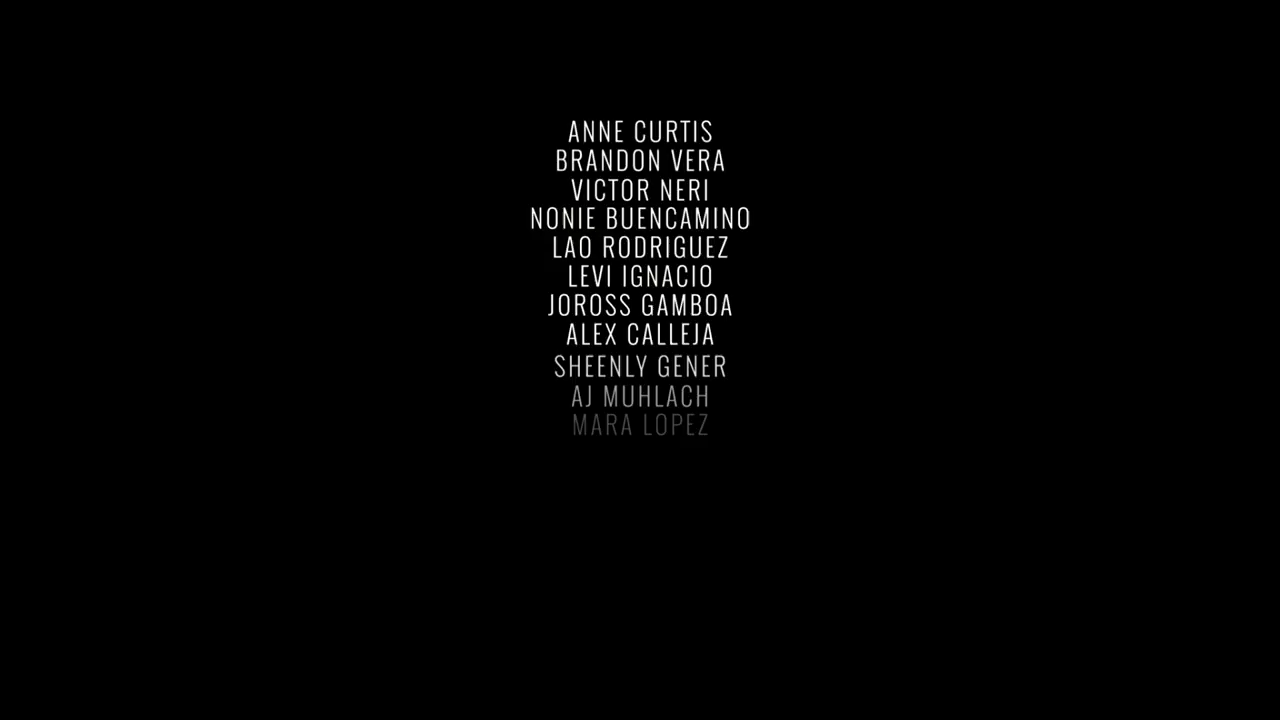 ANNE CURTIS
BRANDON VERA
VICTOR NERI
NONIE BUENCAMINO
LAO RODRIGUEZ
LEVI IGNACIO
JOROSS GAMBOA
ALEX CALLEJA
SHEENLY GENER
AJ MUHLACH
MARA LOPEZ